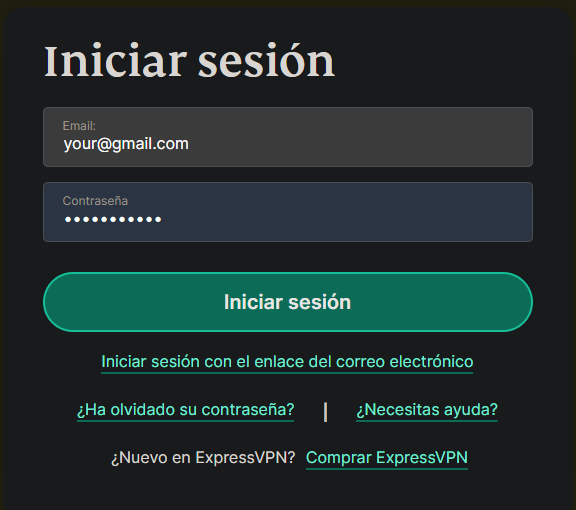 Iniciar sesión
Email:
your@gmail.com
Contraseña
•••••••••••
Iniciar sesión
Iniciar sesión con el enlace del correo electrónico
¿Ha olvidado su contraseña? | ¿Necesitas ayuda?
¿Nuevo en ExpressVPN? Comprar ExpressVPN